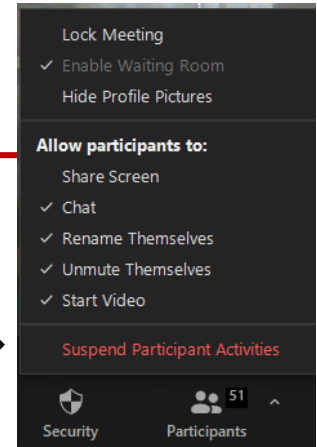 Lock Meeting
Enable Waiting Room
Hide Profile Pictures
Allow participants to:
Share Screen
Chat
Rename Themselves
Unmute Themselves
Start Video
Suspend Participant Activities
51
Security Participants